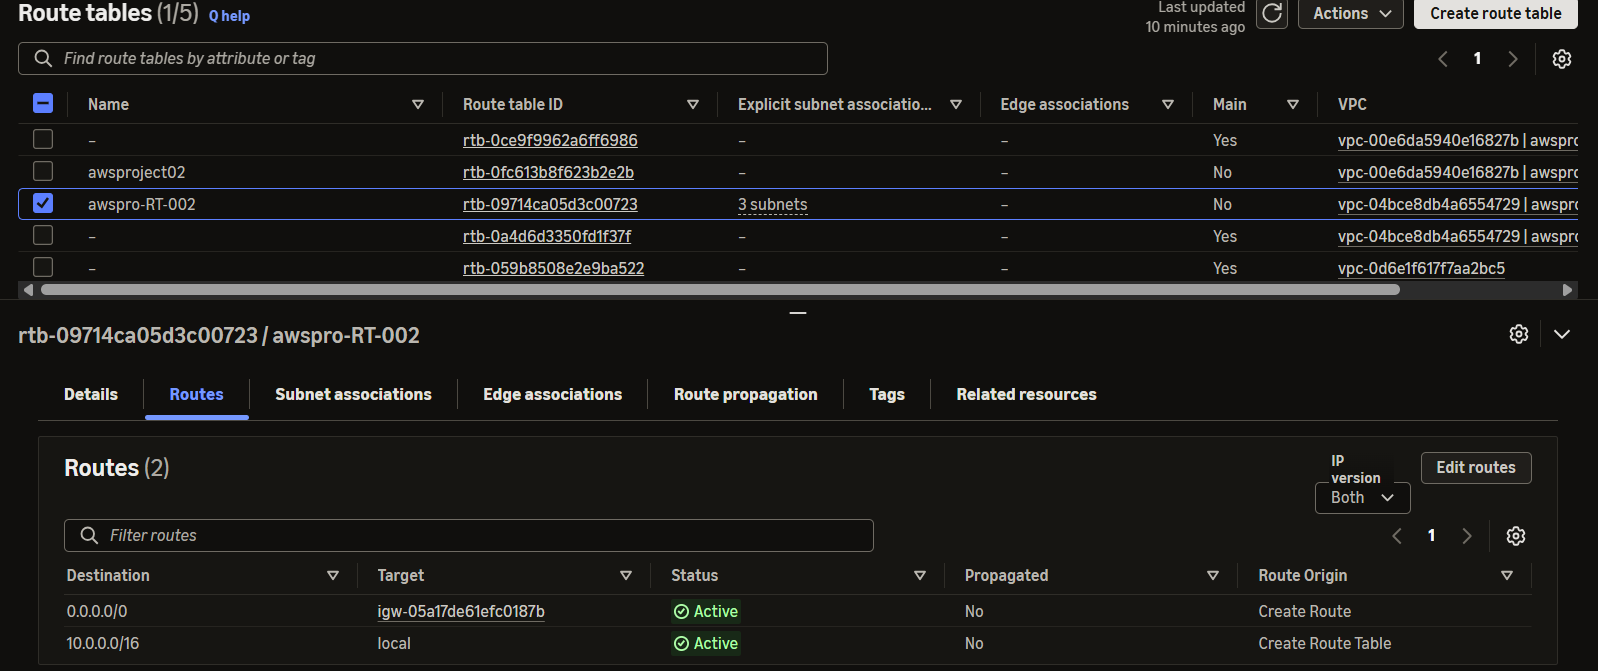 Route tables (1/5) Q help
Last updated
10 minutes ago
Actions
Create route table
Find route tables by attribute or tag
1
Name Route table ID Explicit subnet associatio... Edge associations Main VPC
– rtb-0ce9f9962a6ff6986 – – Yes vpc-00e6da5940e16827b | awspro
awsproject02 rtb-0fc613b8f623b2e2b – – No vpc-00e6da5940e16827b | awspro
awspro-RT-002 rtb-09714ca05d3c00723 3 subnets – No vpc-04bce8db4a6554729 | awspro
– rtb-0a4d6d3350fd1f37f – – Yes vpc-04bce8db4a6554729 | awspro
– rtb-059b8508e2e9ba522 – – Yes vpc-0d6e1f617f7aa2bc5
rtb-09714ca05d3c00723 / awspro-RT-002
Details Routes Subnet associations Edge associations Route propagation Tags Related resources
Routes (2)
IP
version
Both
Edit routes
Filter routes
1
Destination Target Status Propagated Route Origin
0.0.0.0/0 igw-05a17de61efc0187b Active No Create Route
10.0.0.0/16 local Active No Create Route Table